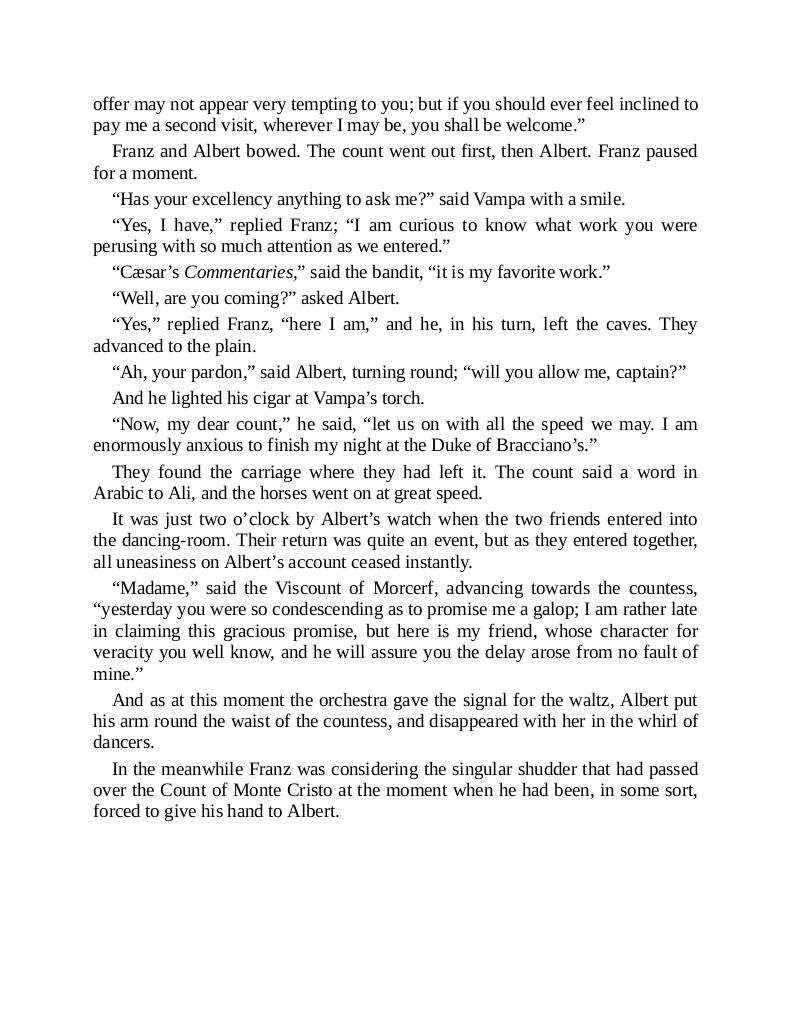 offer may not appear very tempting to you; but if you should ever feel inclined to
pay me a second visit, wherever I may be, you shall be welcome.”
Franz and Albert bowed. The count went out first, then Albert. Franz paused
for a moment.
“Has your excellency anything to ask me?” said Vampa with a smile.
“Yes, I have,” replied Franz; “I am curious to know what work you were
perusing with so much attention as we entered.”
“Cæsar’s Commentaries,” said the bandit, “it is my favorite work.”
“Well, are you coming?” asked Albert.
“Yes,” replied Franz, “here I am,” and he, in his turn, left the caves. They
advanced to the plain.
“Ah, your pardon,” said Albert, turning round; “will you allow me, captain?”
And he lighted his cigar at Vampa’s torch.
“Now, my dear count,” he said, “let us on with all the speed we may. I am
enormously anxious to finish my night at the Duke of Bracciano’s.”
They found the carriage where they had left it. The count said a word in
Arabic to Ali, and the horses went on at great speed.
It was just two o’clock by Albert’s watch when the two friends entered into
the dancing-room. Their return was quite an event, but as they entered together,
all uneasiness on Albert’s account ceased instantly.
“Madame,” said the Viscount of Morcerf, advancing towards the countess,
“yesterday you were so condescending as to promise me a galop; I am rather late
in claiming this gracious promise, but here is my friend, whose character for
veracity you well know, and he will assure you the delay arose from no fault of
mine.”
And as at this moment the orchestra gave the signal for the waltz, Albert put
his arm round the waist of the countess, and disappeared with her in the whirl of
dancers.
In the meanwhile Franz was considering the singular shudder that had passed
over the Count of Monte Cristo at the moment when he had been, in some sort,
forced to give his hand to Albert.